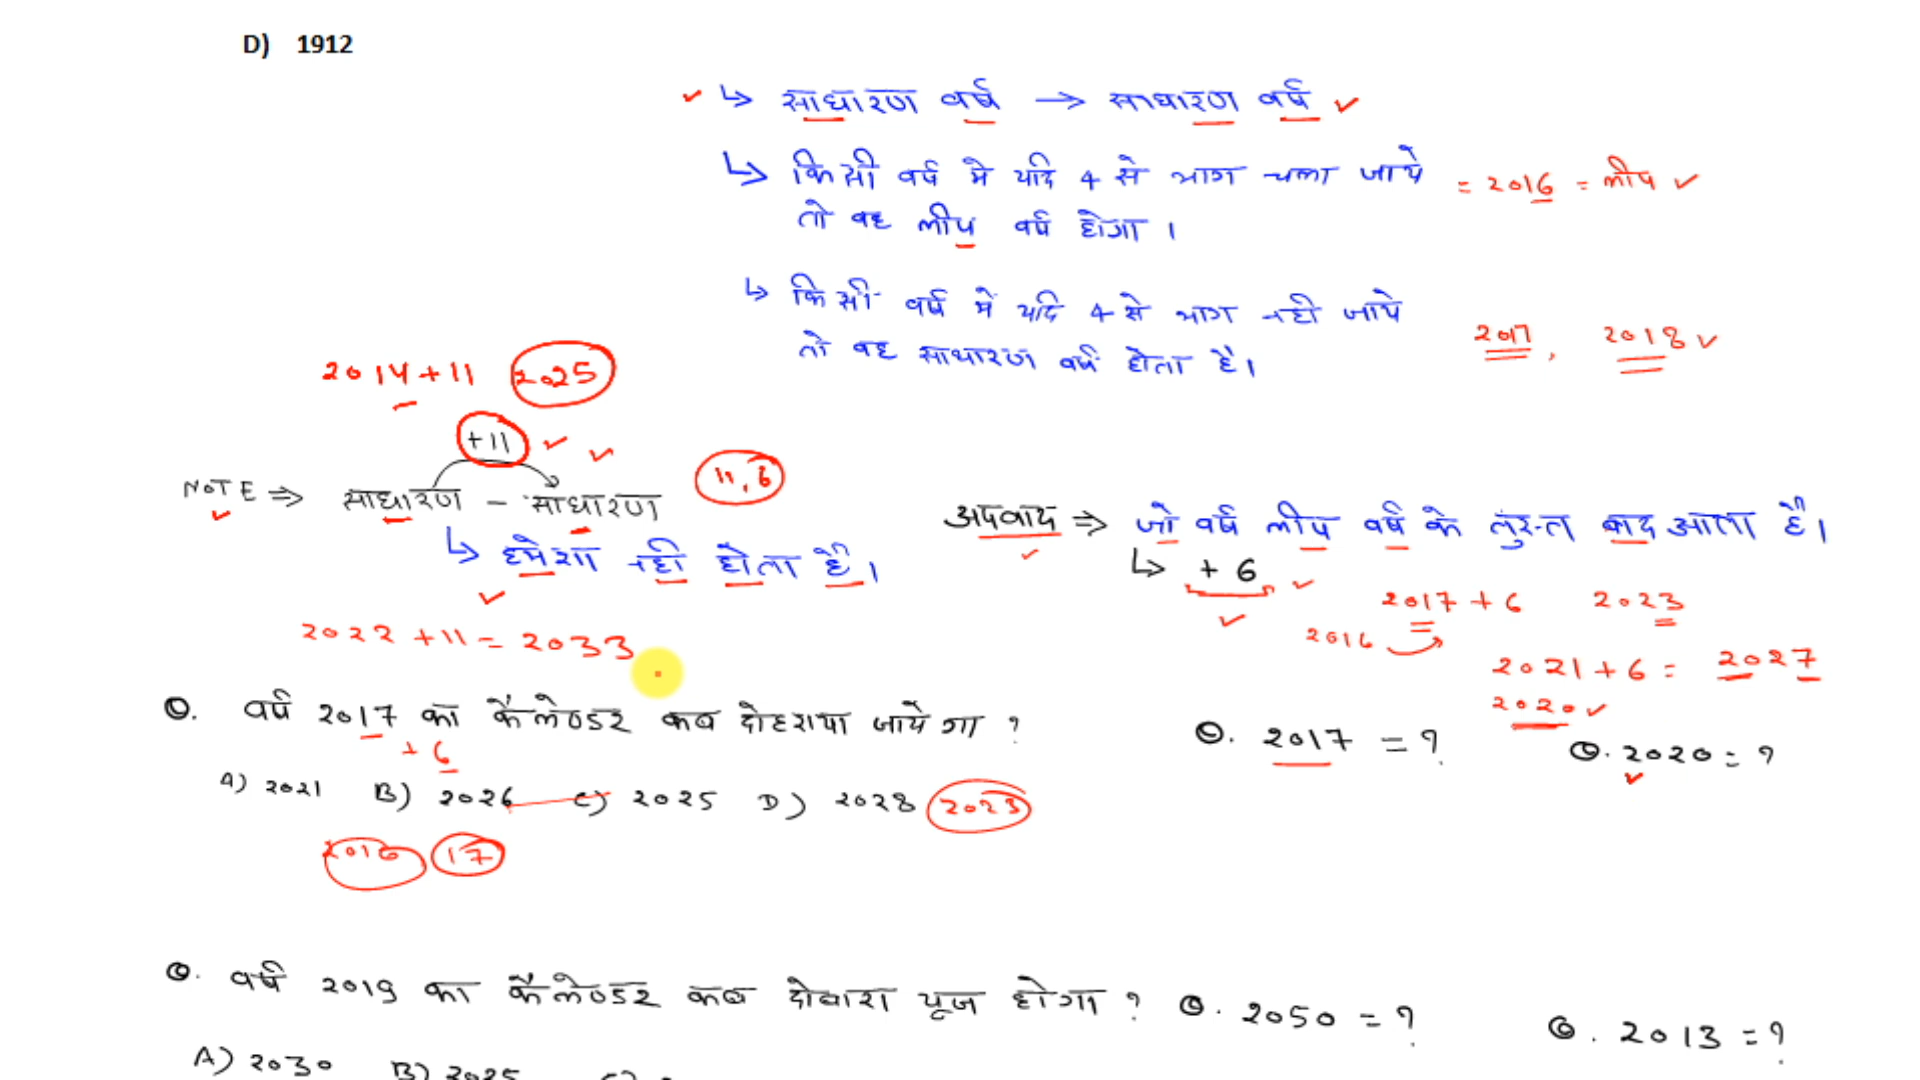 D) 1912
↳ साधारण वर्ष → साधारण वर्ष
↳ किसी वर्ष मे यदि 4 से भाग चला जाये = 2016 = लीप
तो वह लीप वर्ष होगा ।
↳ किसी वर्ष में यदि 4 से भाग नही जाये
तो वह साधारण वर्ष होता है। 2017, 2018
2014+11 2025
+11
NOTE ⇒ साधारण - साधारण 11, 6
↳ हमेशा नही होता है।
अपवाद ⇒ जो वर्ष लीप वर्ष के तुरन्त बाद आता है।
↳ + 6
2017 + 6 2023
2016
2021 + 6 = 2027
2020
2022 + 11 = 2033
Q. वर्ष 2017 का कैलेण्डर कब दोहराया जाये गा ?
+ 6
A) 2021 B) 2026 C) 2025 D) 2028 2023
2016 17
Q. 2017 = ?
Q. 2020 = ?
Q. वर्ष 2019 का कैलेण्डर कब दोबारा यूज होगा ? Q. 2050 = ?
Q. 2013 = ?
A) 2030 B) 2025